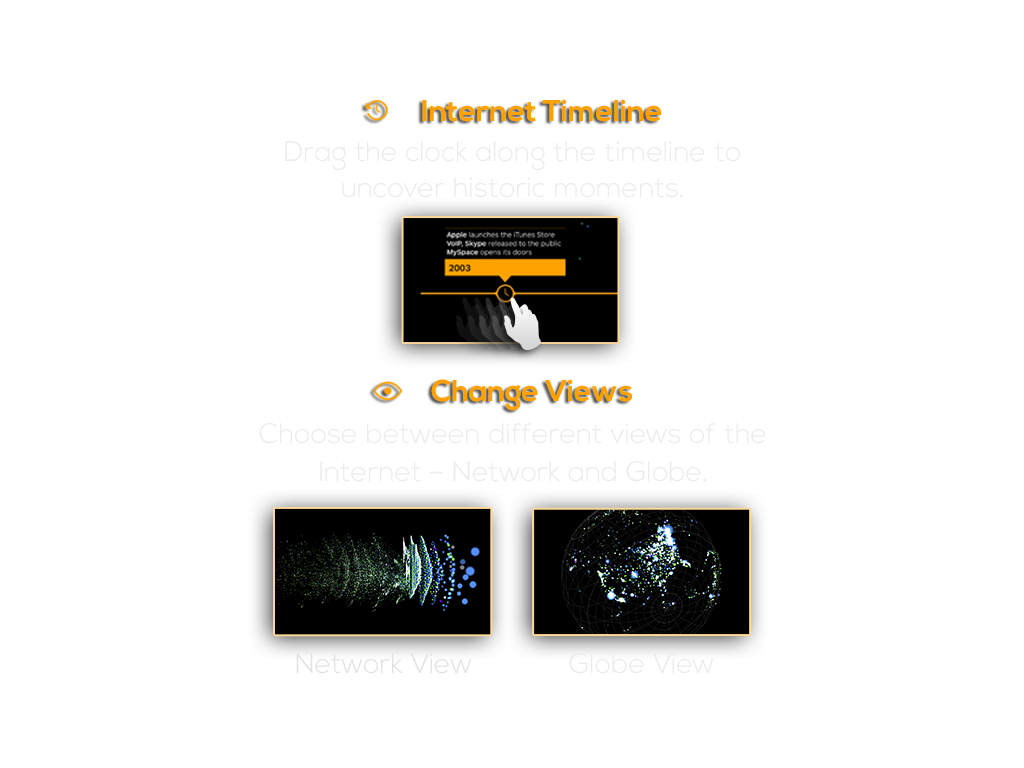 Internet Timeline
Drag the clock along the timeline to
uncover historic moments.
Apple launches the iTunes Store
VoIP, Skype released to the public
MySpace opens its doors
2003
Change Views
Choose between different views of the
Internet – Network and Globe.
Network View
Globe View